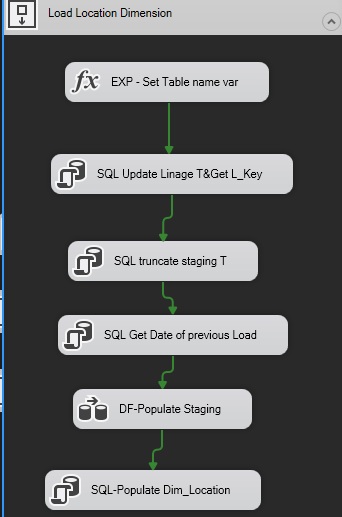 Load Location Dimension
fx EXP - Set Table name var
SQL Update Linage T&Get L_Key
SQL truncate staging T
SQL Get Date of previous Load
DF-Populate Staging
SQL-Populate Dim_Location